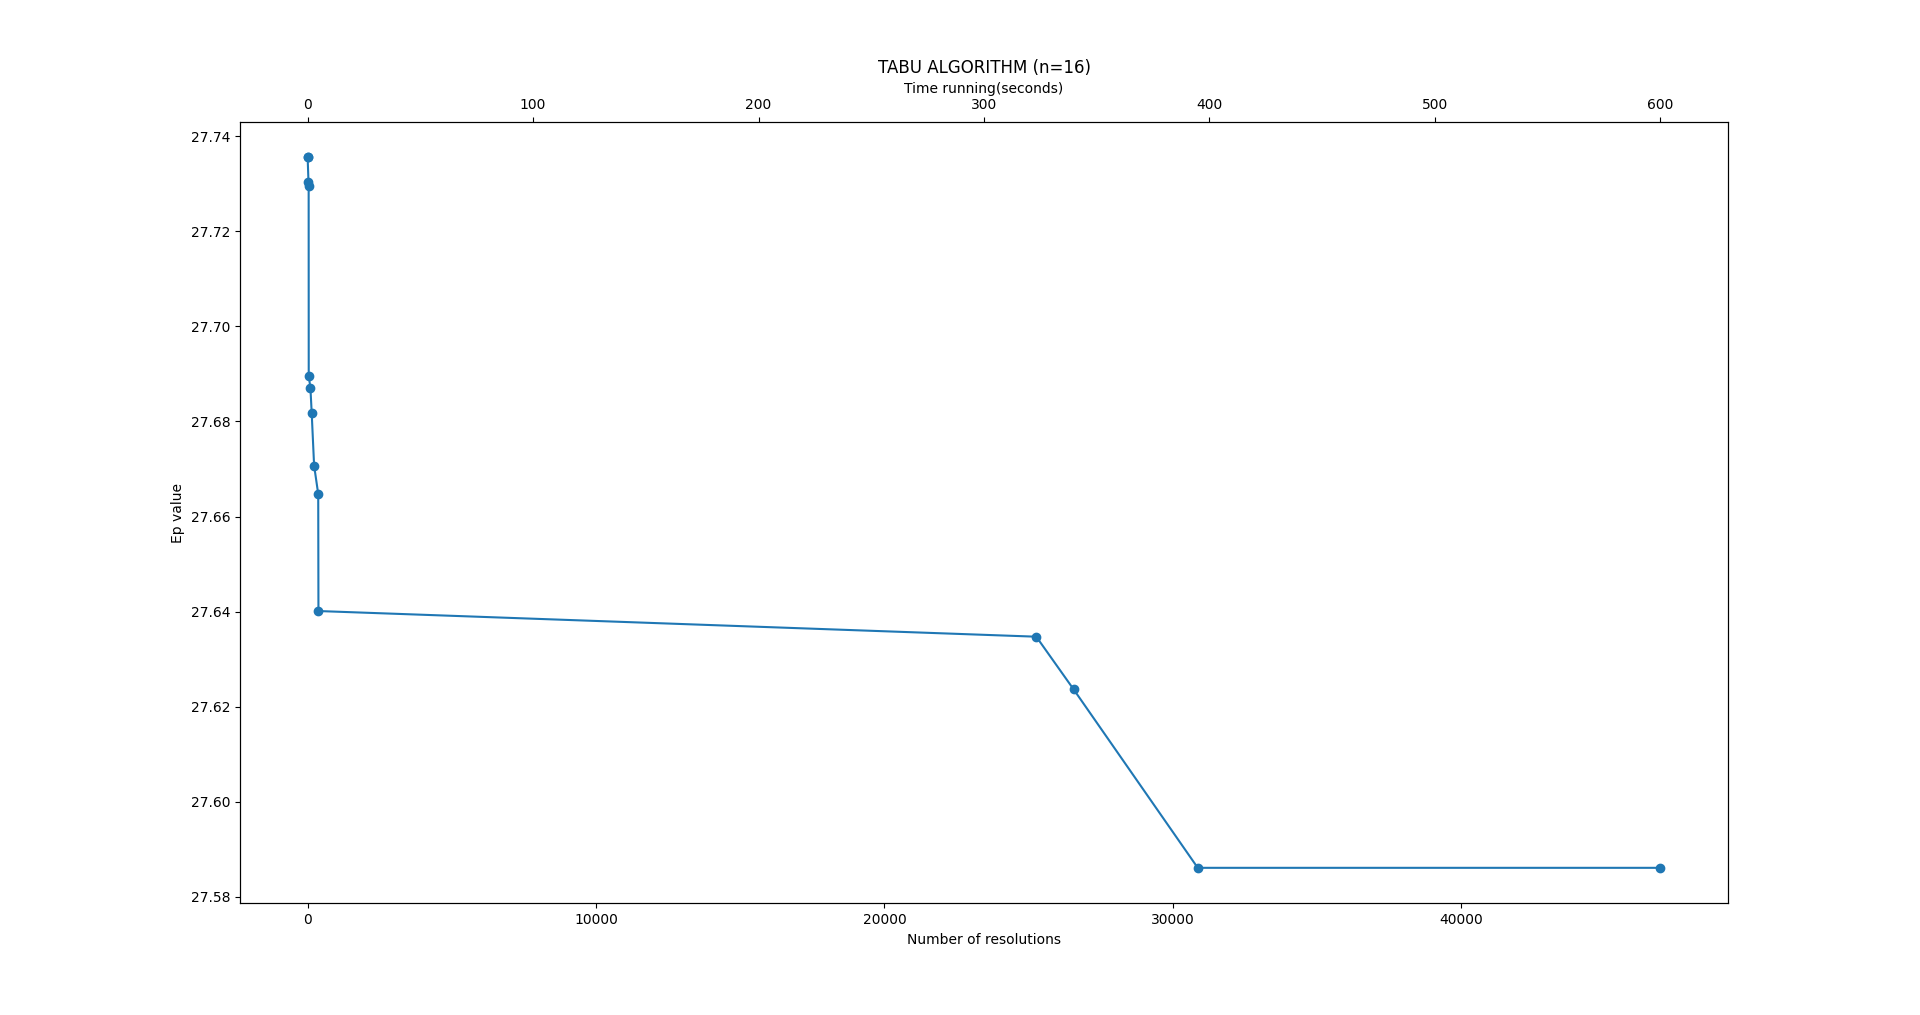 TABU ALGORITHM (n=16)
Time running(seconds)
0 100 200 300 400 500 600
27.74
27.72
27.70
27.68
27.66
27.64
27.62
27.60
27.58
Ep value
0 10000 20000 30000 40000
Number of resolutions